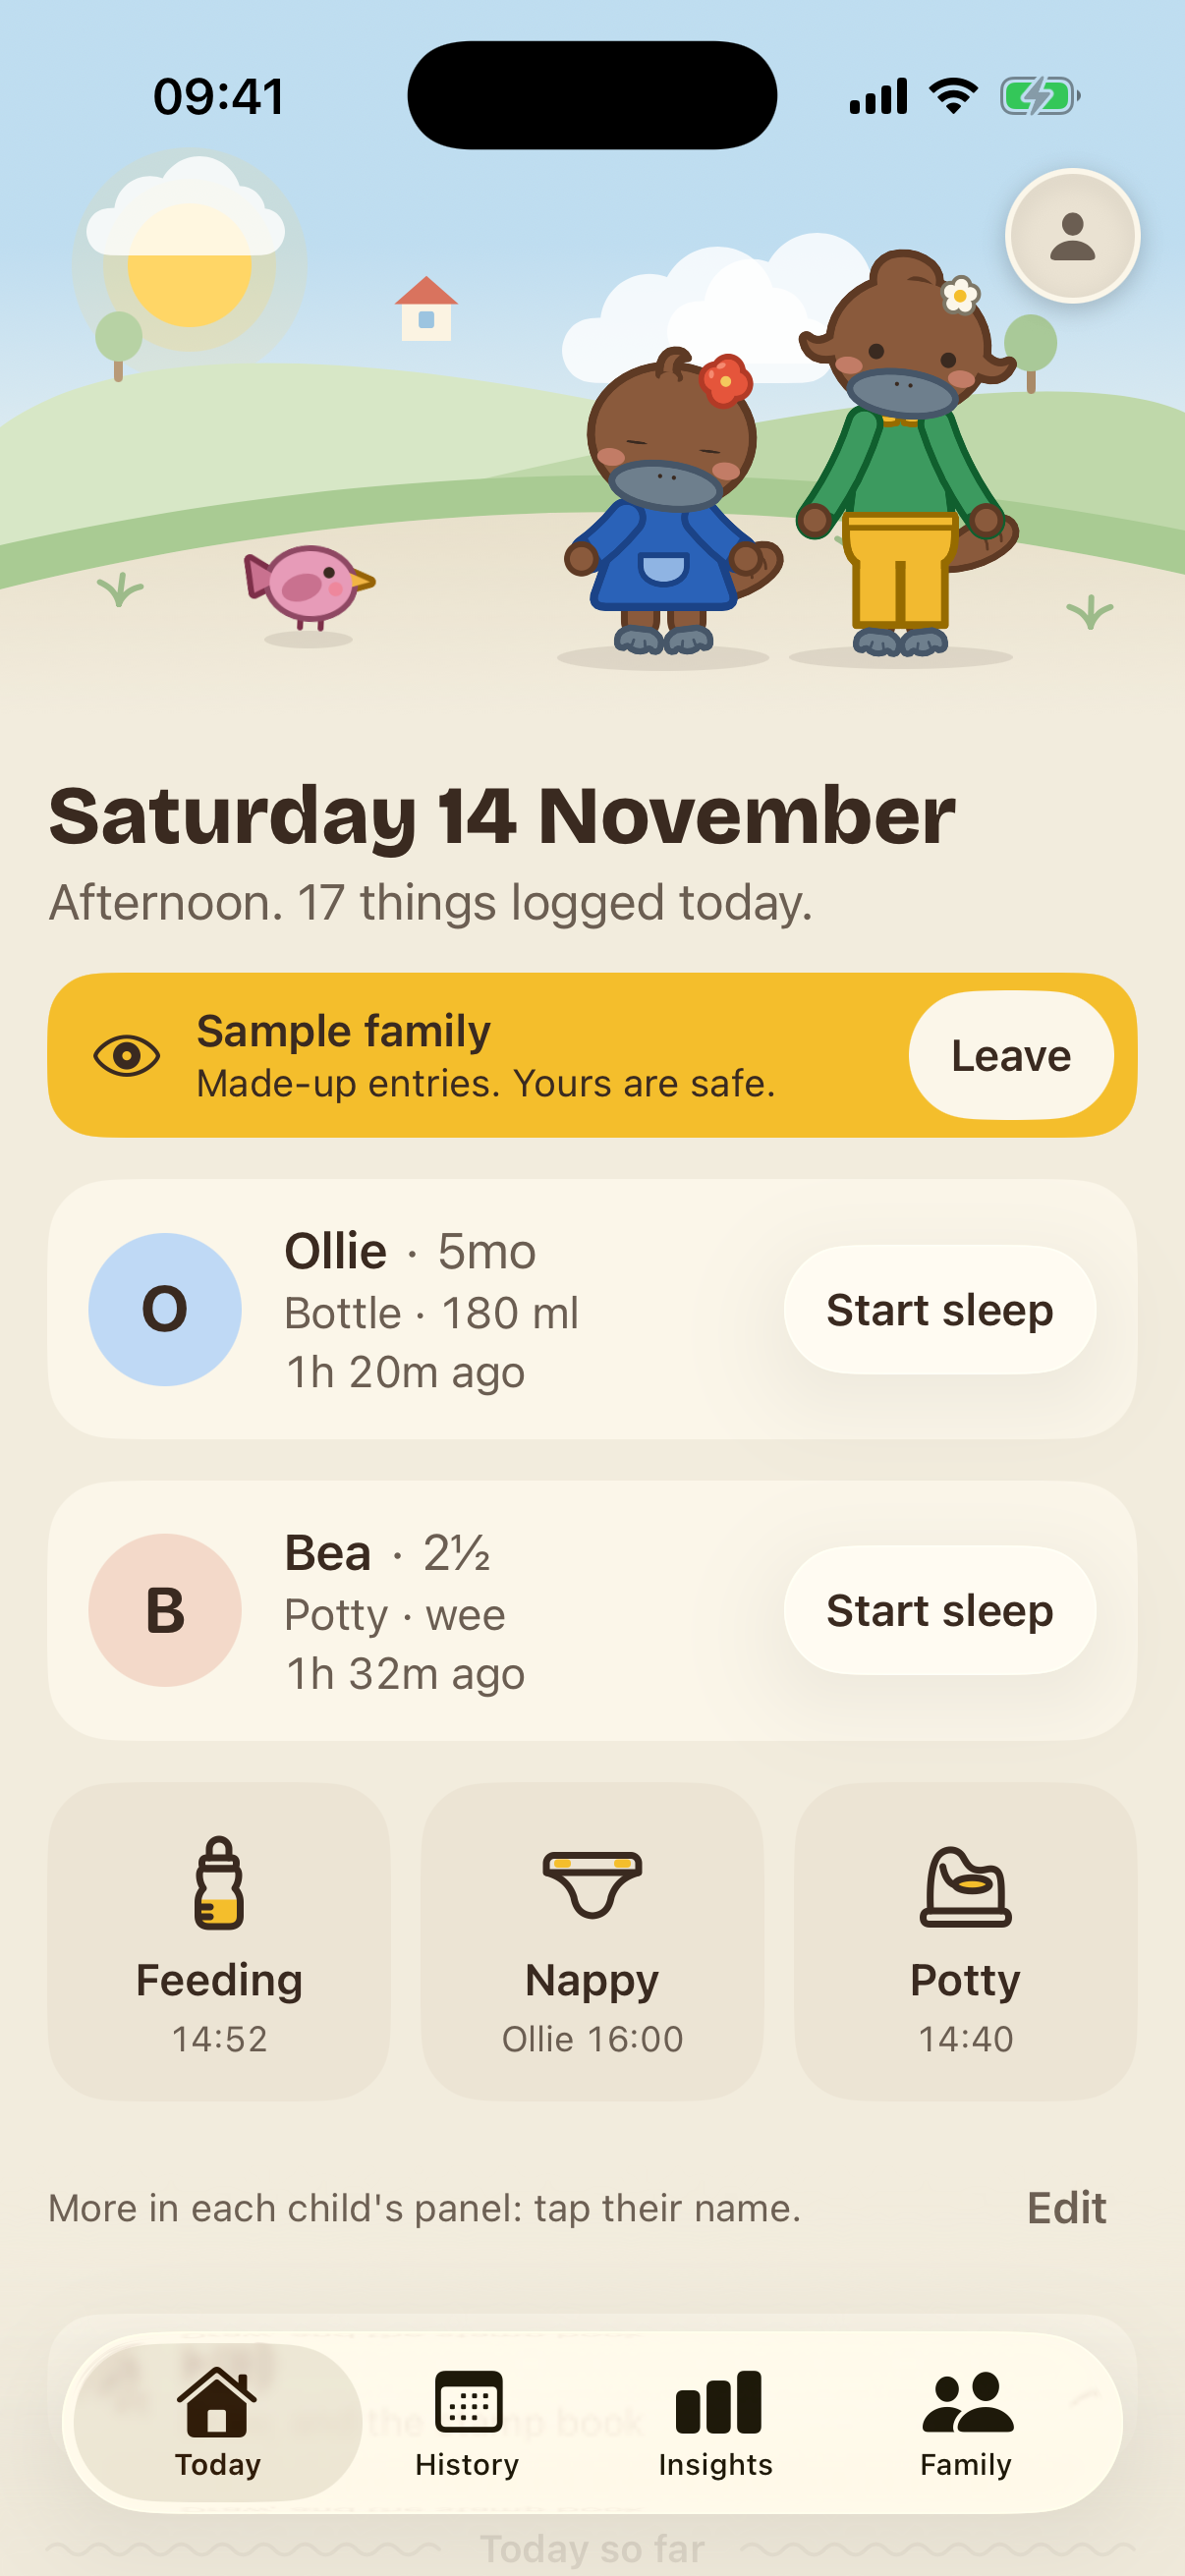 09:41
Saturday 14 November
Afternoon. 17 things logged today.
Sample family
Made-up entries. Yours are safe.
Leave
O
Ollie · 5mo
Bottle · 180 ml
1h 20m ago
Start sleep
B
Bea · 2½
Potty · wee
1h 32m ago
Start sleep
Feeding
14:52
Nappy
Ollie 16:00
Potty
14:40
More in each child's panel: tap their name.
Edit
the
book
Today
History
Insights
Family
Today so far